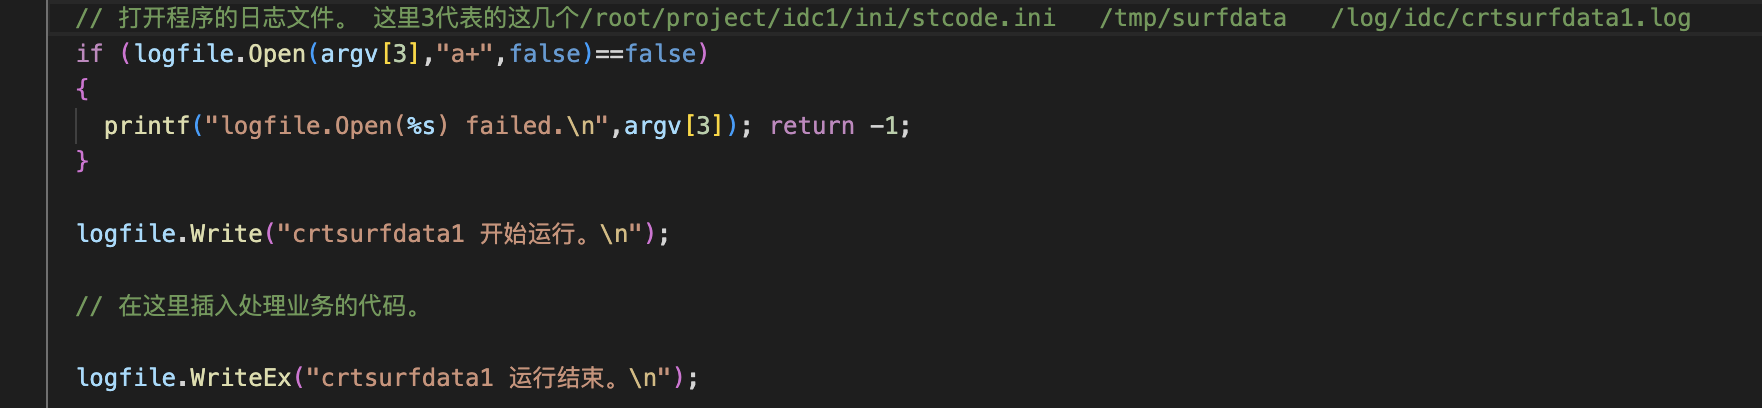 // 打开程序的日志文件。 这里3代表的这几个/root/project/idc1/ini/stcode.ini   /tmp/surfdata   /log/idc/crtsurfdata1.log
if (logfile.Open(argv[3],"a+",false)==false)
{
  printf("logfile.Open(%s) failed.\n",argv[3]); return -1;
}
logfile.Write("crtsurfdata1 开始运行。\n");
// 在这里插入处理业务的代码。
logfile.WriteEx("crtsurfdata1 运行结束。\n");